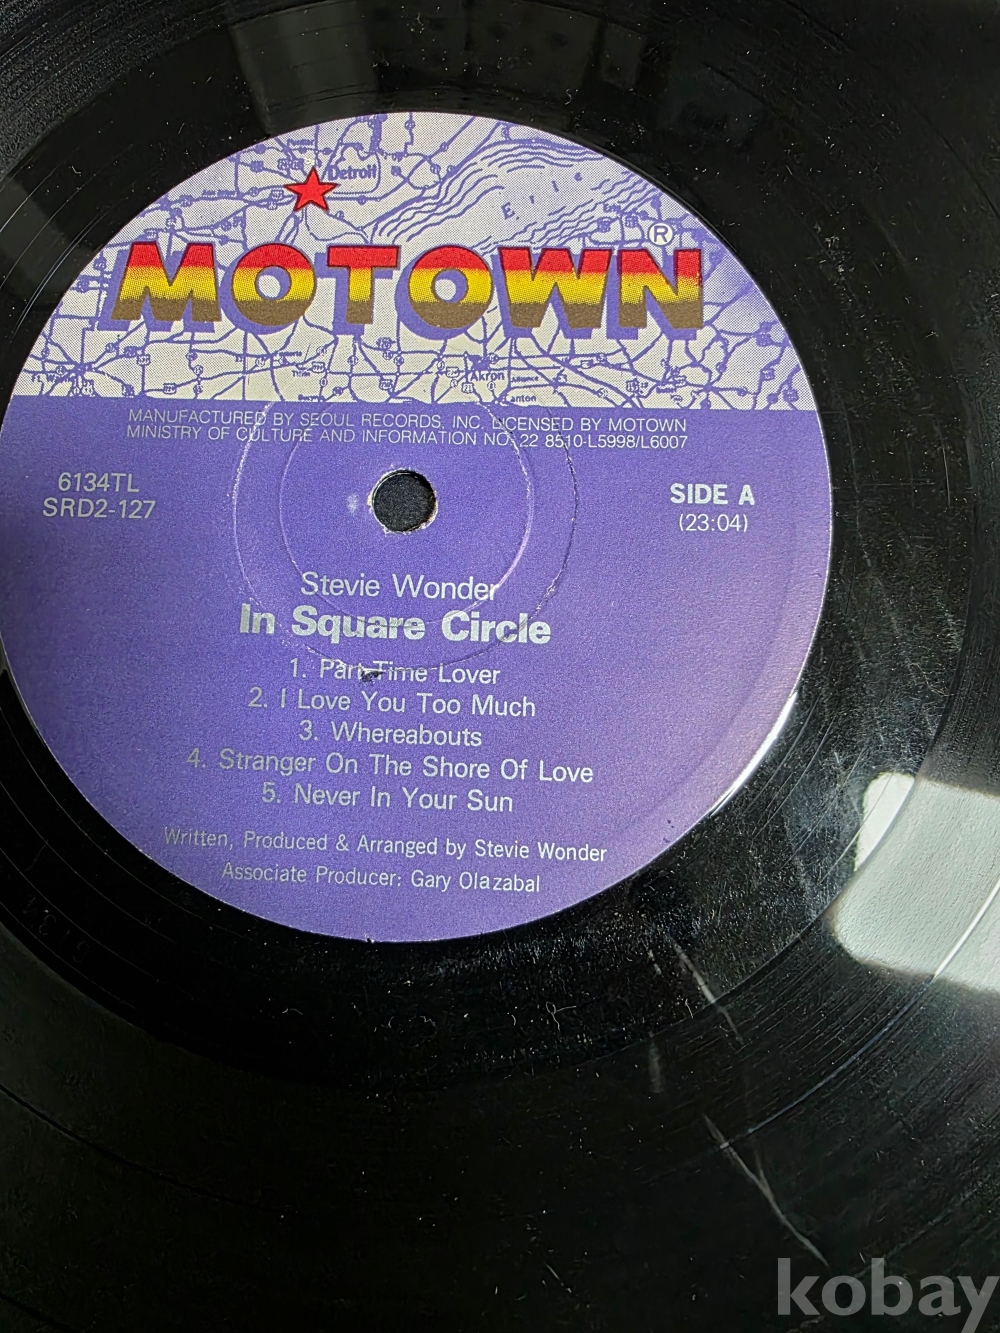 Detroit
Erie
MOTOWN®
Akron
MANUFACTURED BY SEOUL RECORDS, INC. LICENSED BY MOTOWN
MINISTRY OF CULTURE AND INFORMATION NO. 22 8510-L5998/L6007
6134TL
SRD2-127
SIDE A
(23:04)
Stevie Wonder
In Square Circle
1. Part-Time Lover
2. I Love You Too Much
3. Whereabouts
4. Stranger On The Shore Of Love
5. Never In Your Sun
Written, Produced & Arranged by Stevie Wonder
Associate Producer: Gary Olazabal
kobay